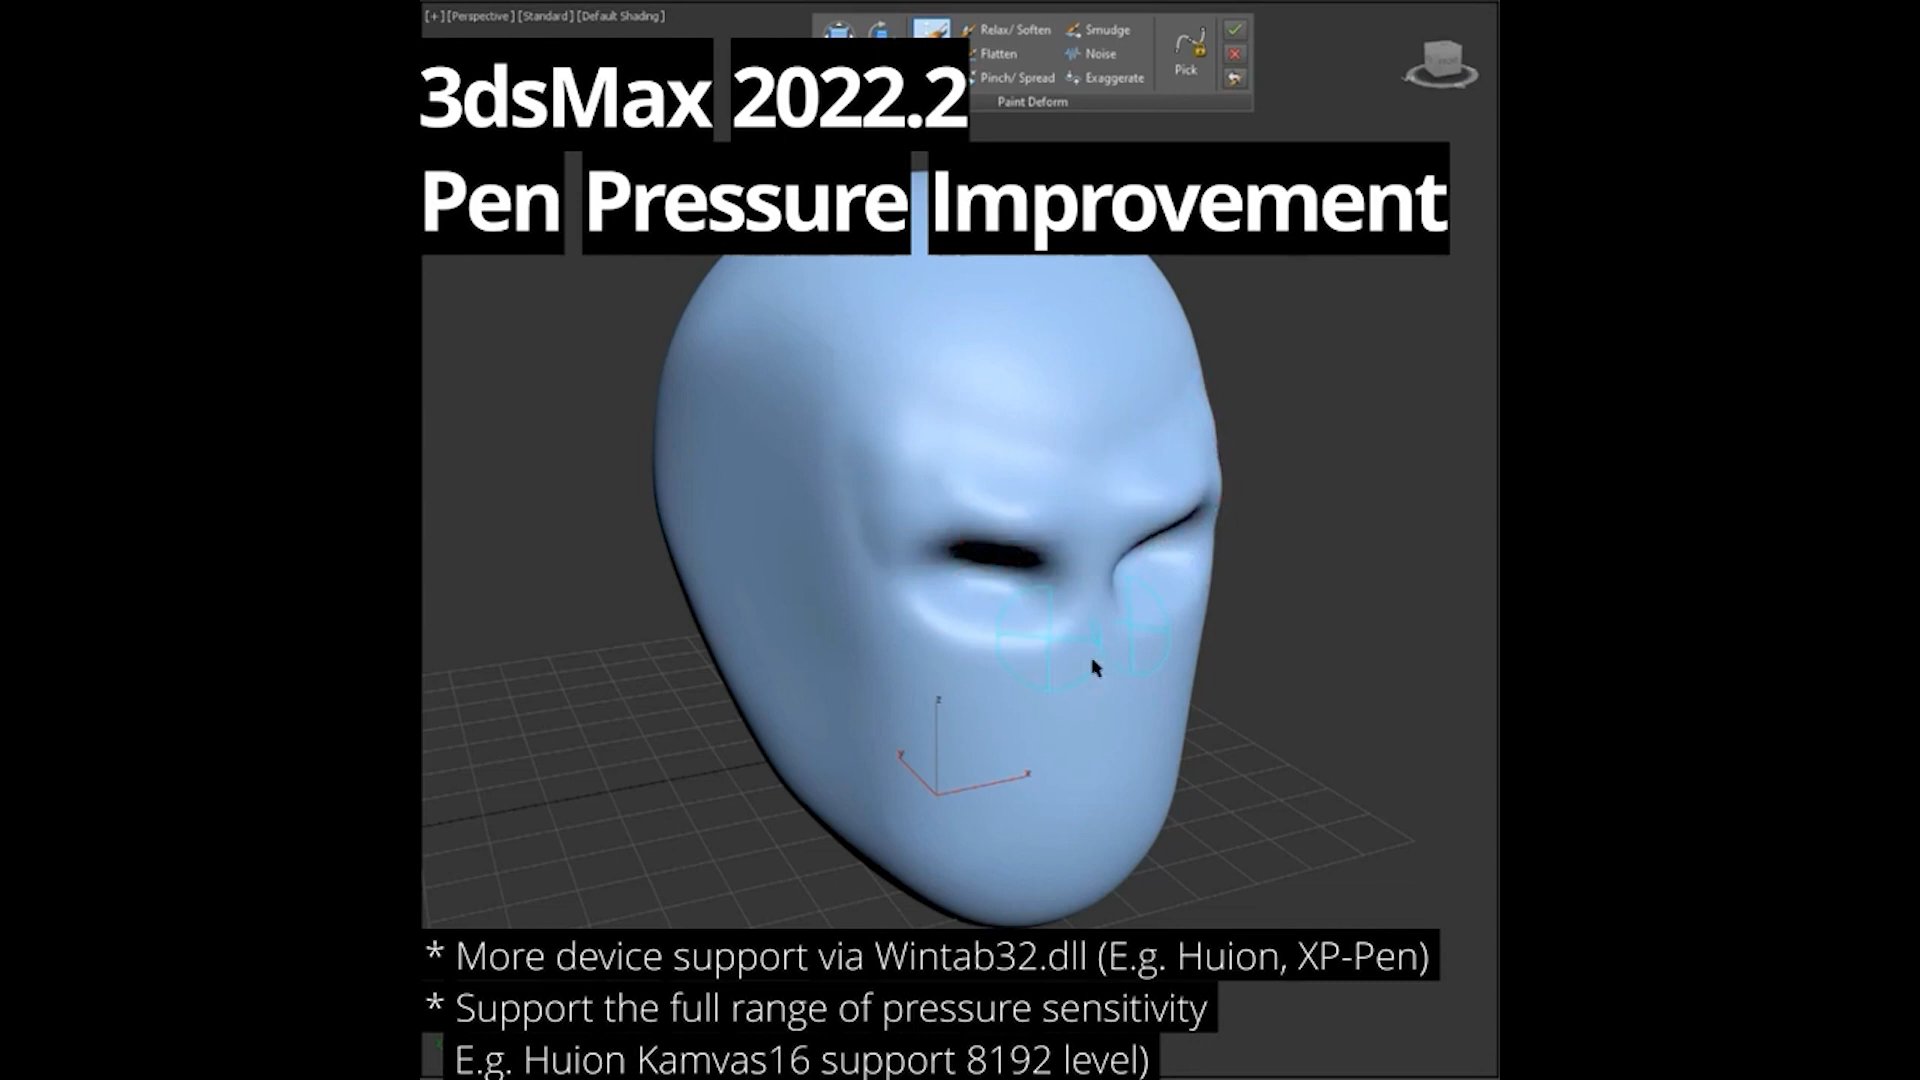 [+] [Perspective] [Standard] [Default Shading]
Relax/ Soften Smudge
Flatten Noise
Pinch/ Spread Exaggerate
Pick
Paint Deform
3dsMax 2022.2
Pen Pressure Improvement
z
y
x
* More device support via Wintab32.dll (E.g. Huion, XP-Pen)
* Support the full range of pressure sensitivity
E.g. Huion Kamvas16 support 8192 level)